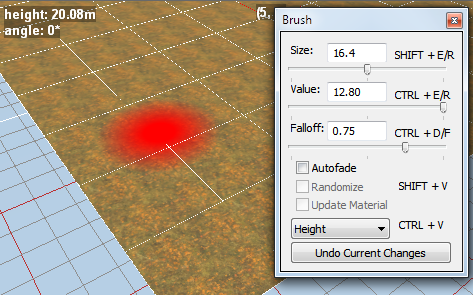 height: 20.08m
angle: 0°
(5,
Brush
Size: 16.4 SHIFT + E/R
Value: 12.80 CTRL + E/R
Falloff: 0.75 CTRL + D/F
Autofade
Randomize SHIFT + V
Update Material
Height CTRL + V
Undo Current Changes